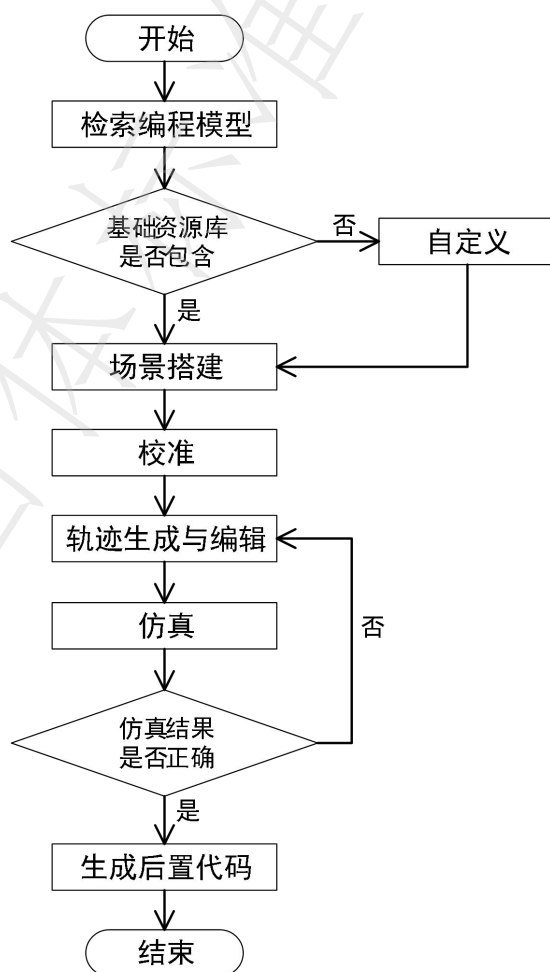 开始
检索编程模型
基础资源库
是否包含
否
自定义
是
场景搭建
校准
轨迹生成与编辑
仿真
否
仿真结果
是否正确
是
生成后置代码
结束